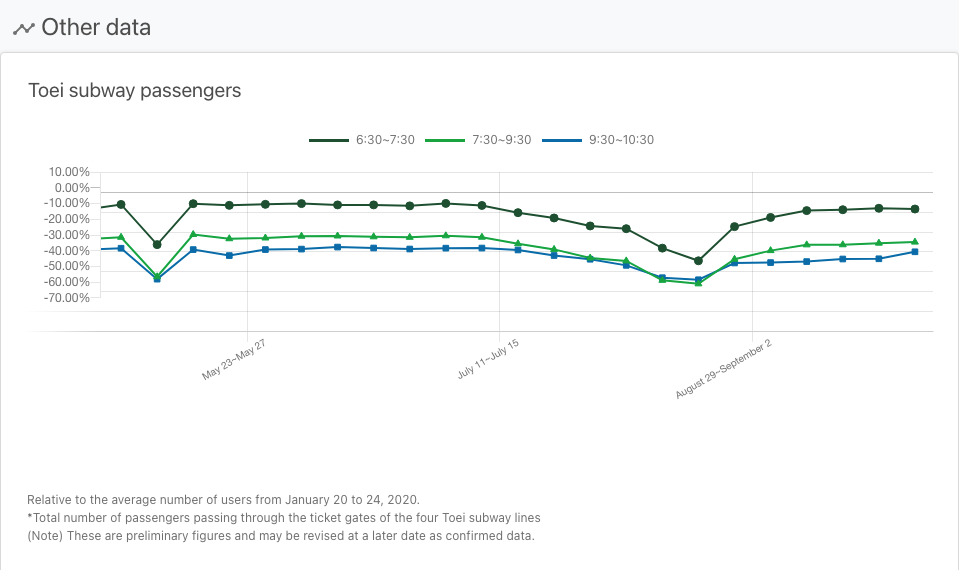 Other data
Toei subway passengers
6:30~7:30 7:30~9:30 9:30~10:30
10.00%
0.00%
-10.00%
-20.00%
-30.00%
-40.00%
-50.00%
-60.00%
-70.00%
May 23~May 27
July 11~July 15
August 29~September 2
Relative to the average number of users from January 20 to 24, 2020.
*Total number of passengers passing through the ticket gates of the four Toei subway lines
(Note) These are preliminary figures and may be revised at a later date as confirmed data.